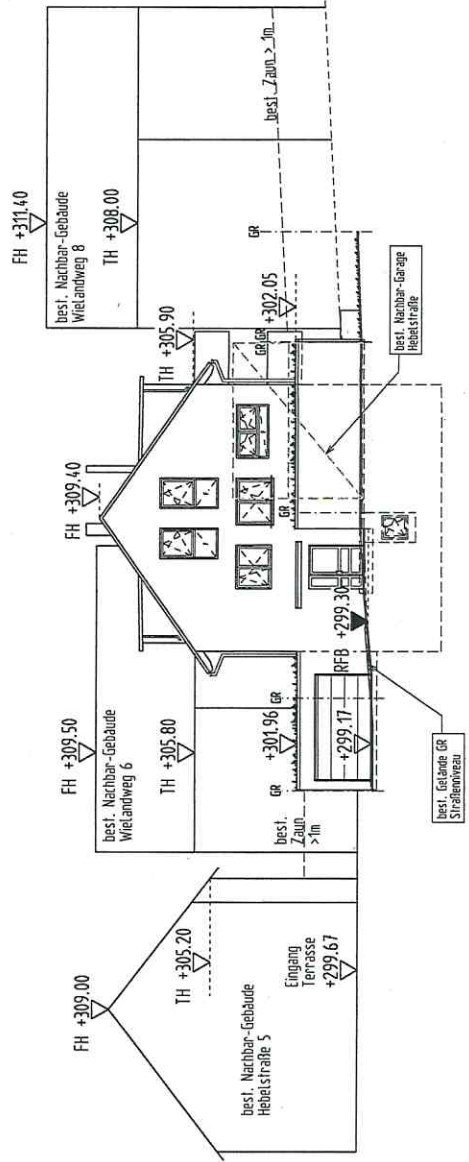 FH +309.00
TH +305.20
best. Nachbar-Gebäude
Hebelstraße 5
Eingang
Terrasse
+299.67
FH +309.50
best. Nachbar-Gebäude
Wielandweg 6
TH +305.80
best.
Zaun
>1m
GR
+301.96
GR
+299.17
best. Gelände GR
Straßenniveau
RFB +299.30
FH +309.40
GR
TH +305.90
GR
GR
+302.05
best. Nachbar-Garage
Hebelstraße
GR
FH +311.40
best. Nachbar-Gebäude
Wielandweg 8
TH +308.00
best. Zaun > 1m